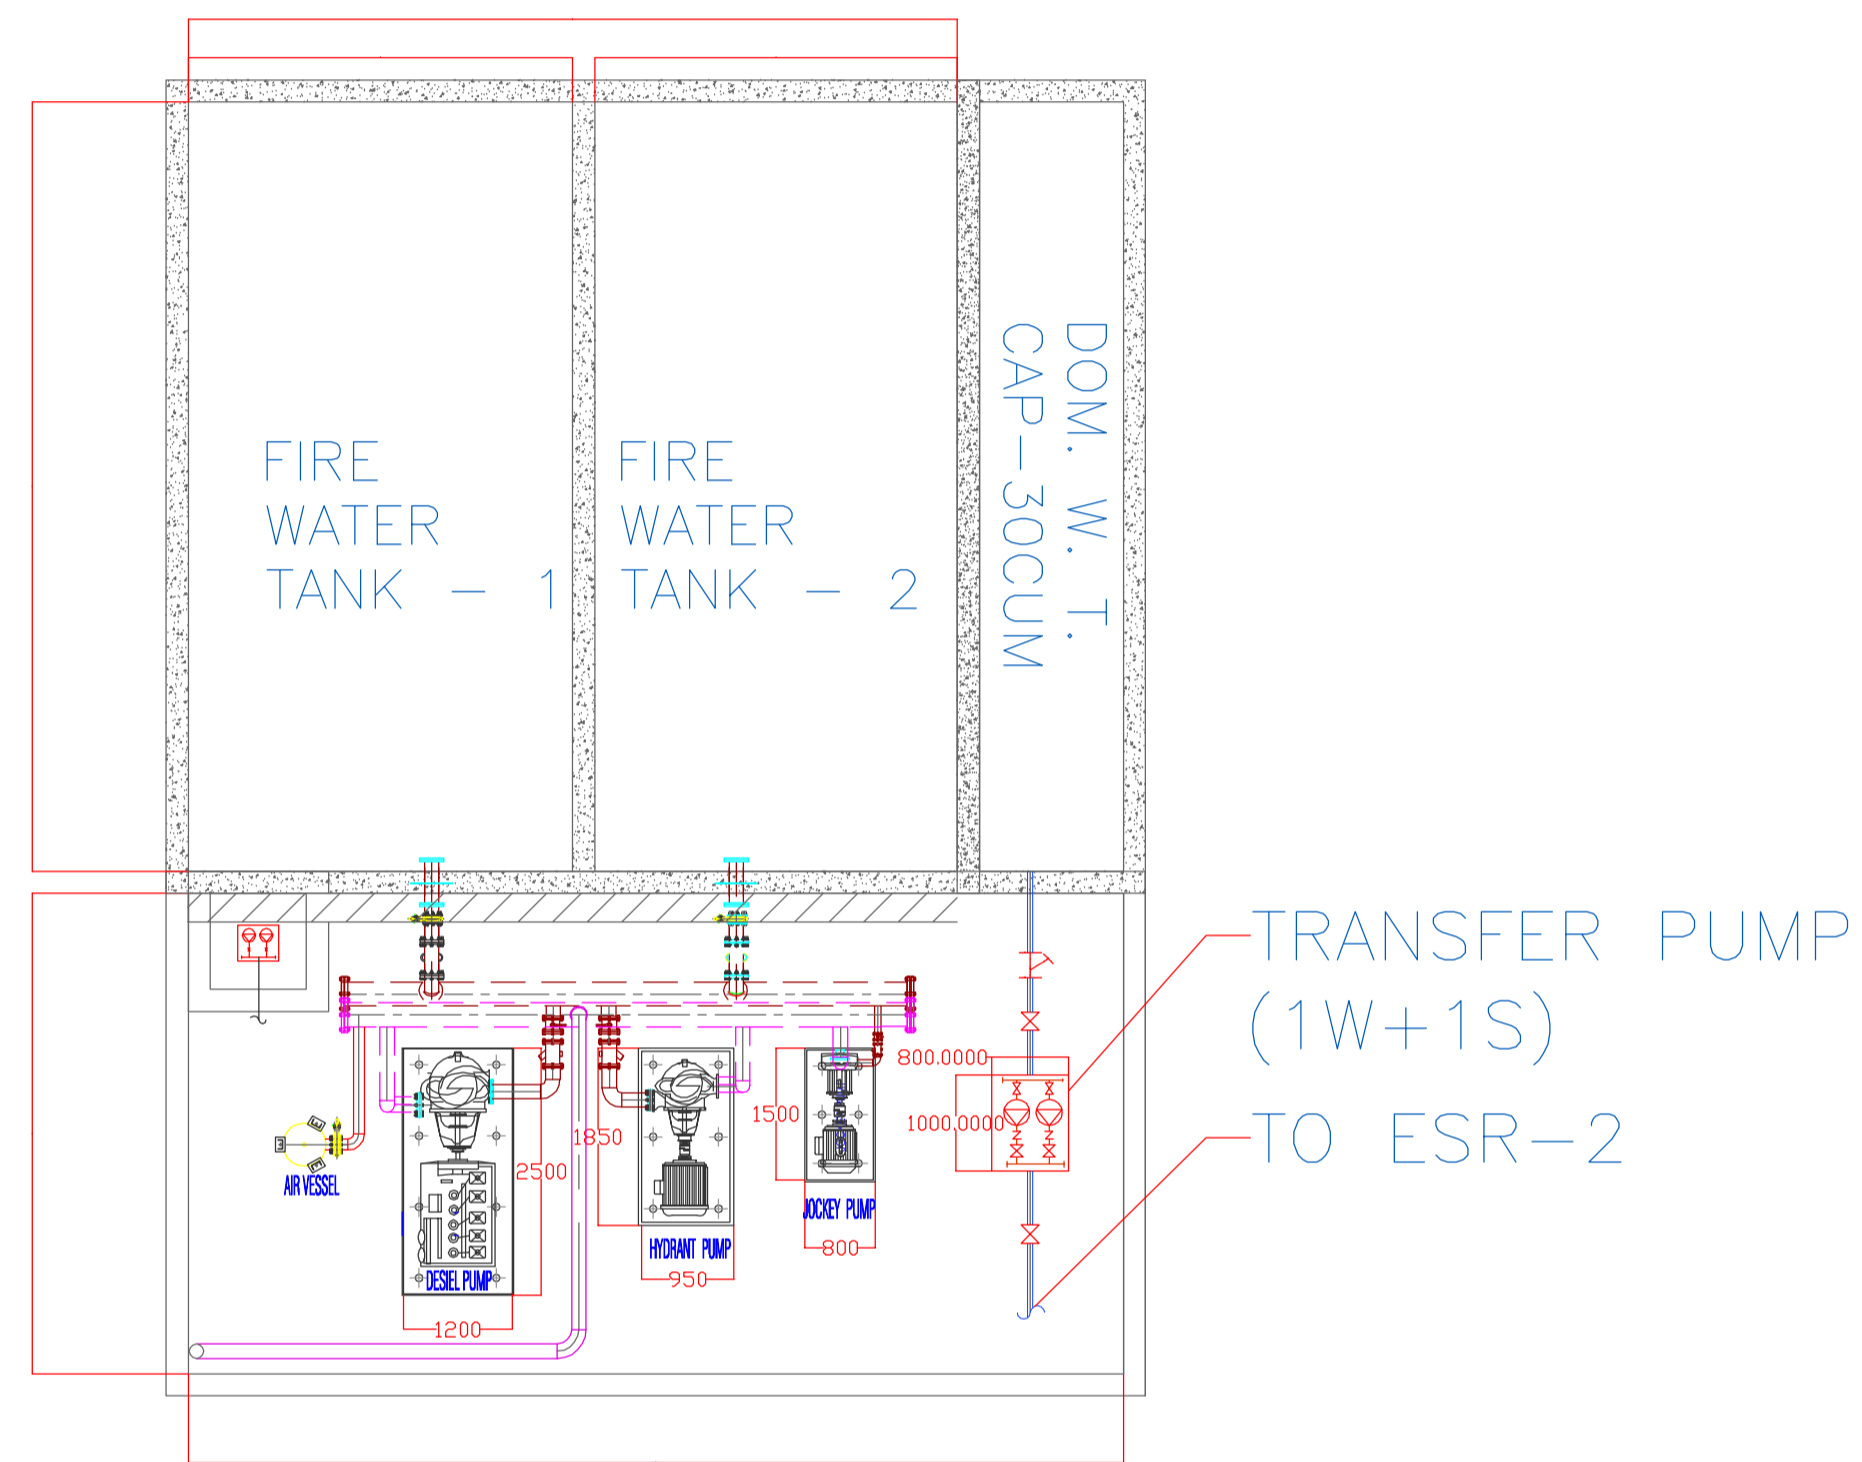 FIRE
WATER
TANK - 1
FIRE
WATER
TANK - 2
DOM. W. T.
CAP-30CUM
TRANSFER PUMP
(1W+1S)
TO ESR-2
800.0000
1000.0000
1500
800
JOCKEY PUMP
1850
950
HYDRANT PUMP
2500
1200
DESIEL PUMP
AIR VESSEL
E
E
E